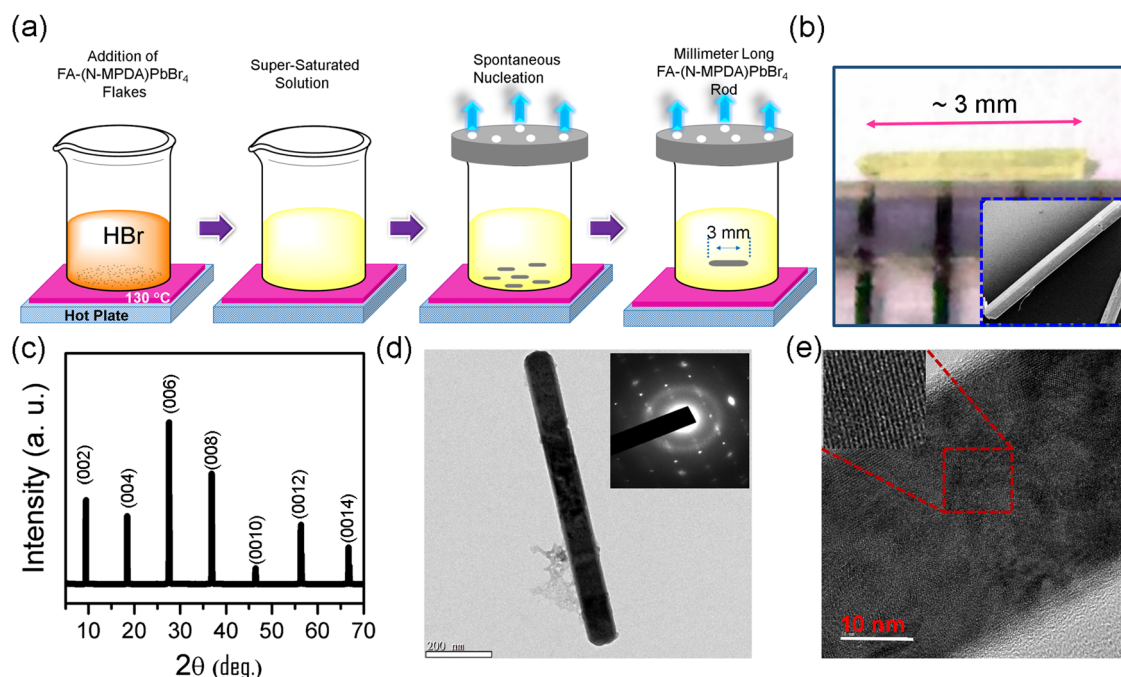 (a)
Addition of
FA-(N-MPDA)PbBr₄
Flakes
Super-Saturated
Solution
Spontaneous
Nucleation
Millimeter Long
FA-(N-MPDA)PbBr₄
Rod
HBr
3 mm
130 °C
Hot Plate
(b)
~ 3 mm
(c)
Intensity (a. u.)
(002)
(004)
(006)
(008)
(0010)
(0012)
(0014)
10 20 30 40 50 60 70
2θ (deg.)
(d)
200 nm
(e)
10 nm